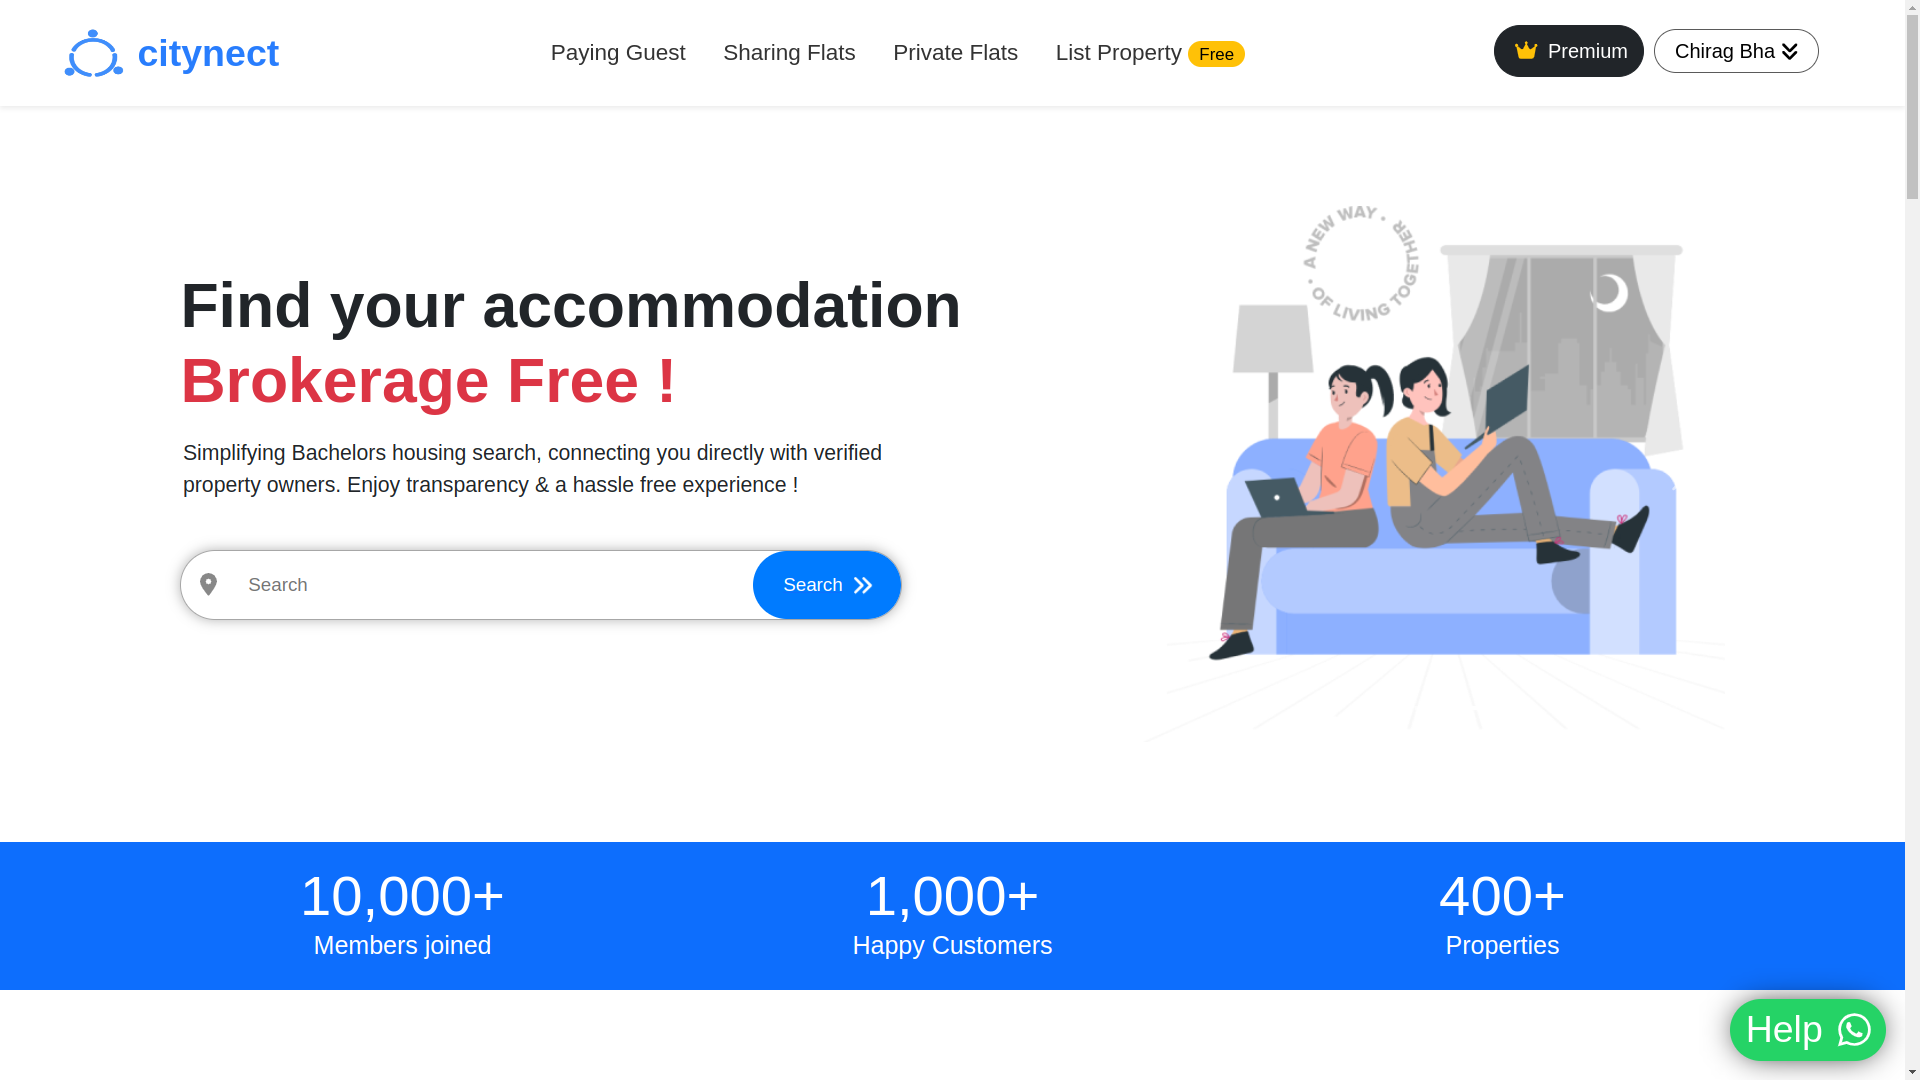 citynect
Paying Guest
Sharing Flats
Private Flats
List Property Free
Premium
Chirag Bha
A NEW WAY • OF LIVING TOGETHER •
Find your accommodation
Brokerage Free !
Simplifying Bachelors housing search, connecting you directly with verified
property owners. Enjoy transparency & a hassle free experience !
Search
Search
10,000+
Members joined
1,000+
Happy Customers
400+
Properties
Help